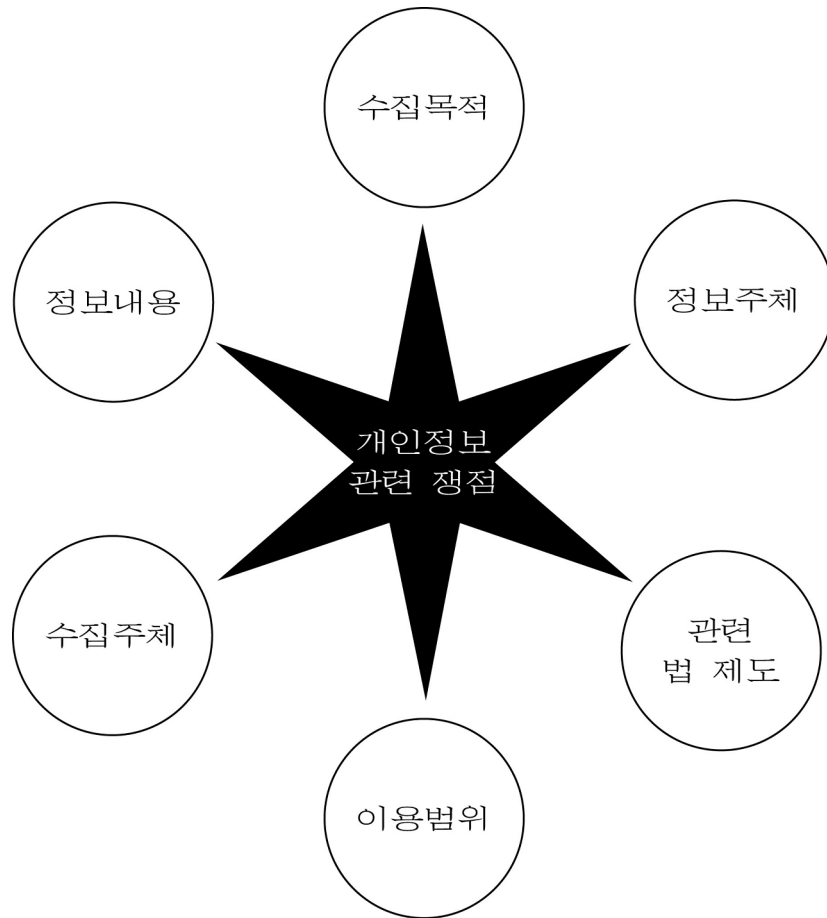 수집목적
정보내용
정보주체
개인정보
관련 쟁점
수집주체
관련
법 제도
이용범위